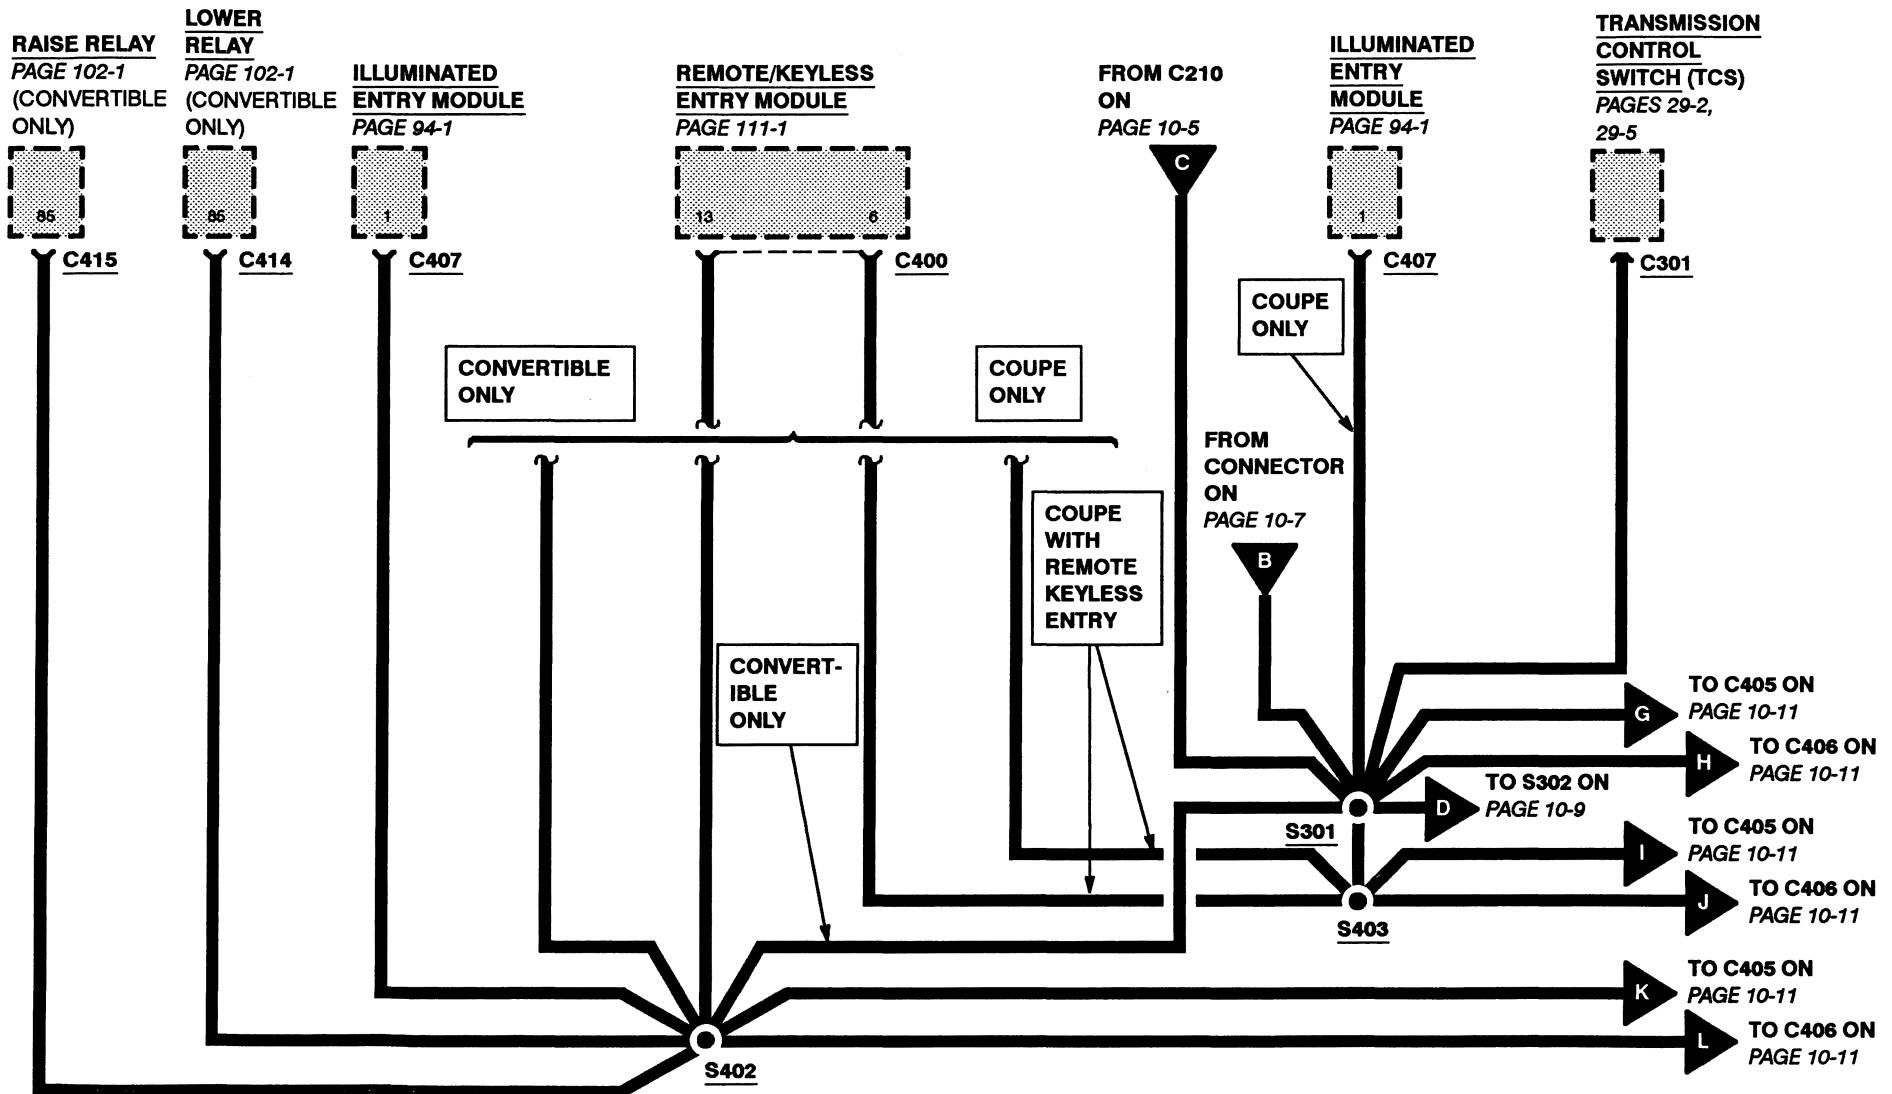 RAISE RELAY
PAGE 102-1
(CONVERTIBLE
ONLY)
85
C415
LOWER
RELAY
PAGE 102-1
(CONVERTIBLE
ONLY)
85
C414
ILLUMINATED
ENTRY MODULE
PAGE 94-1
1
C407
REMOTE/KEYLESS
ENTRY MODULE
PAGE 111-1
13 6
C400
FROM C210
ON
PAGE 10-5
C
ILLUMINATED
ENTRY
MODULE
PAGE 94-1
1
C407
TRANSMISSION
CONTROL
SWITCH (TCS)
PAGES 29-2,
29-5
C301
COUPE
ONLY
CONVERTIBLE
ONLY
COUPE
ONLY
FROM
CONNECTOR
ON
PAGE 10-7
B
COUPE
WITH
REMOTE
KEYLESS
ENTRY
CONVERT-
IBLE
ONLY
G
TO C405 ON
PAGE 10-11
H
TO C406 ON
PAGE 10-11
D
TO S302 ON
PAGE 10-9
S301
I
TO C405 ON
PAGE 10-11
J
TO C406 ON
PAGE 10-11
S403
K
TO C405 ON
PAGE 10-11
L
TO C406 ON
PAGE 10-11
S402